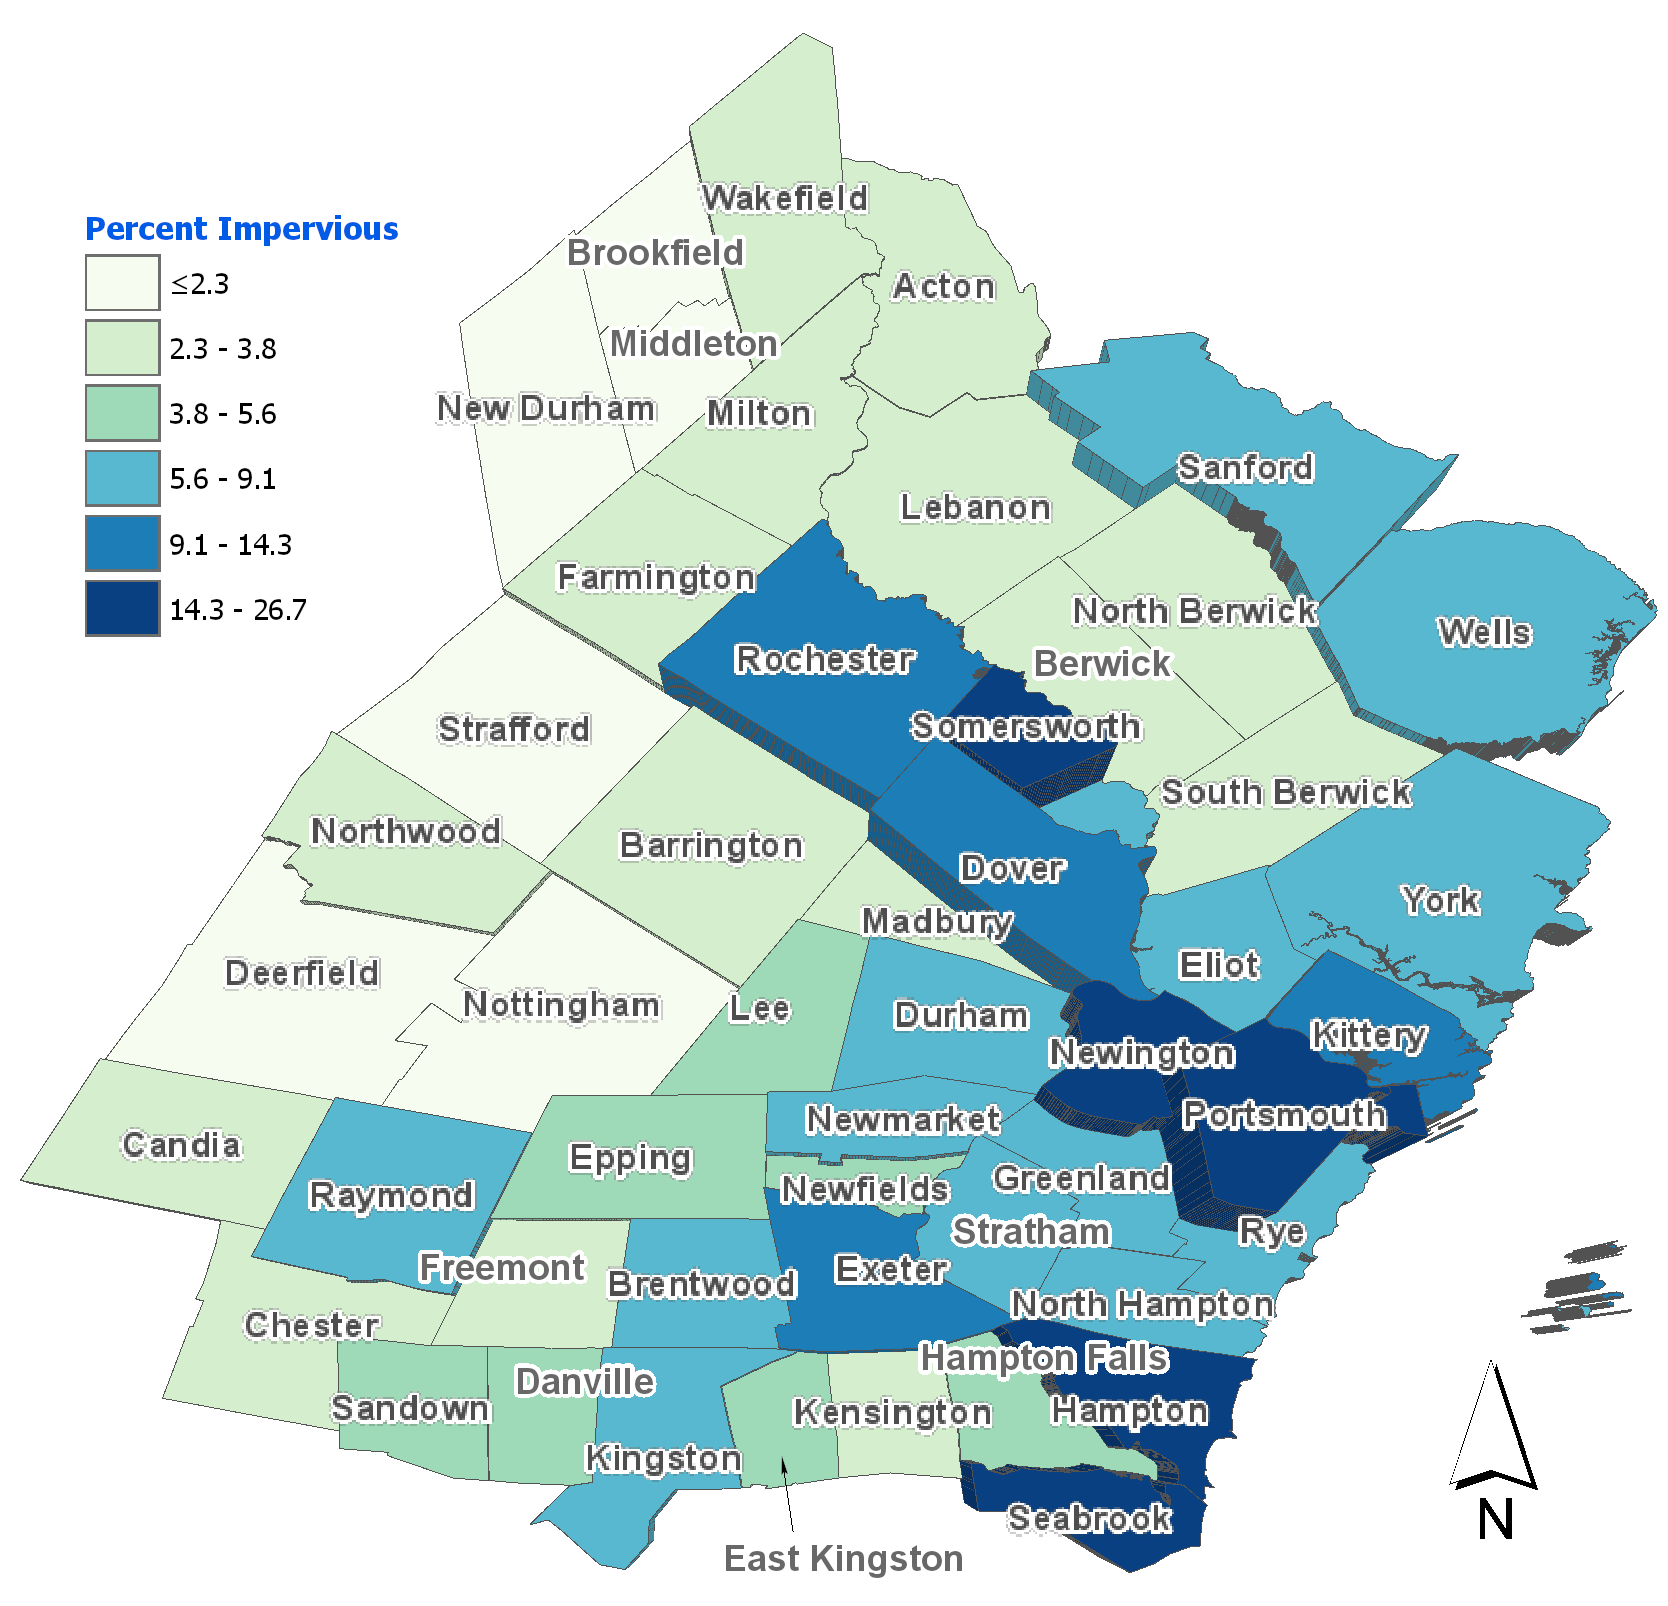 Wakefield
Percent Impervious
Brookfield
≤2.3
Acton
2.3 - 3.8
Middleton
3.8 - 5.6
New Durham
Milton
5.6 - 9.1
Sanford
Lebanon
9.1 - 14.3
Farmington
14.3 - 26.7
North Berwick
Wells
Rochester
Berwick
Strafford
Somersworth
South Berwick
Northwood
Barrington
Dover
York
Madbury
Eliot
Deerfield
Nottingham
Lee
Durham
Kittery
Newington
Portsmouth
Newmarket
Candia
Epping
Greenland
Raymond
Newfields
Stratham
Rye
Freemont
Exeter
Brentwood
North Hampton
Chester
Hampton Falls
Danville
Sandown
Kensington
Hampton
Kingston
Seabrook
N
East Kingston